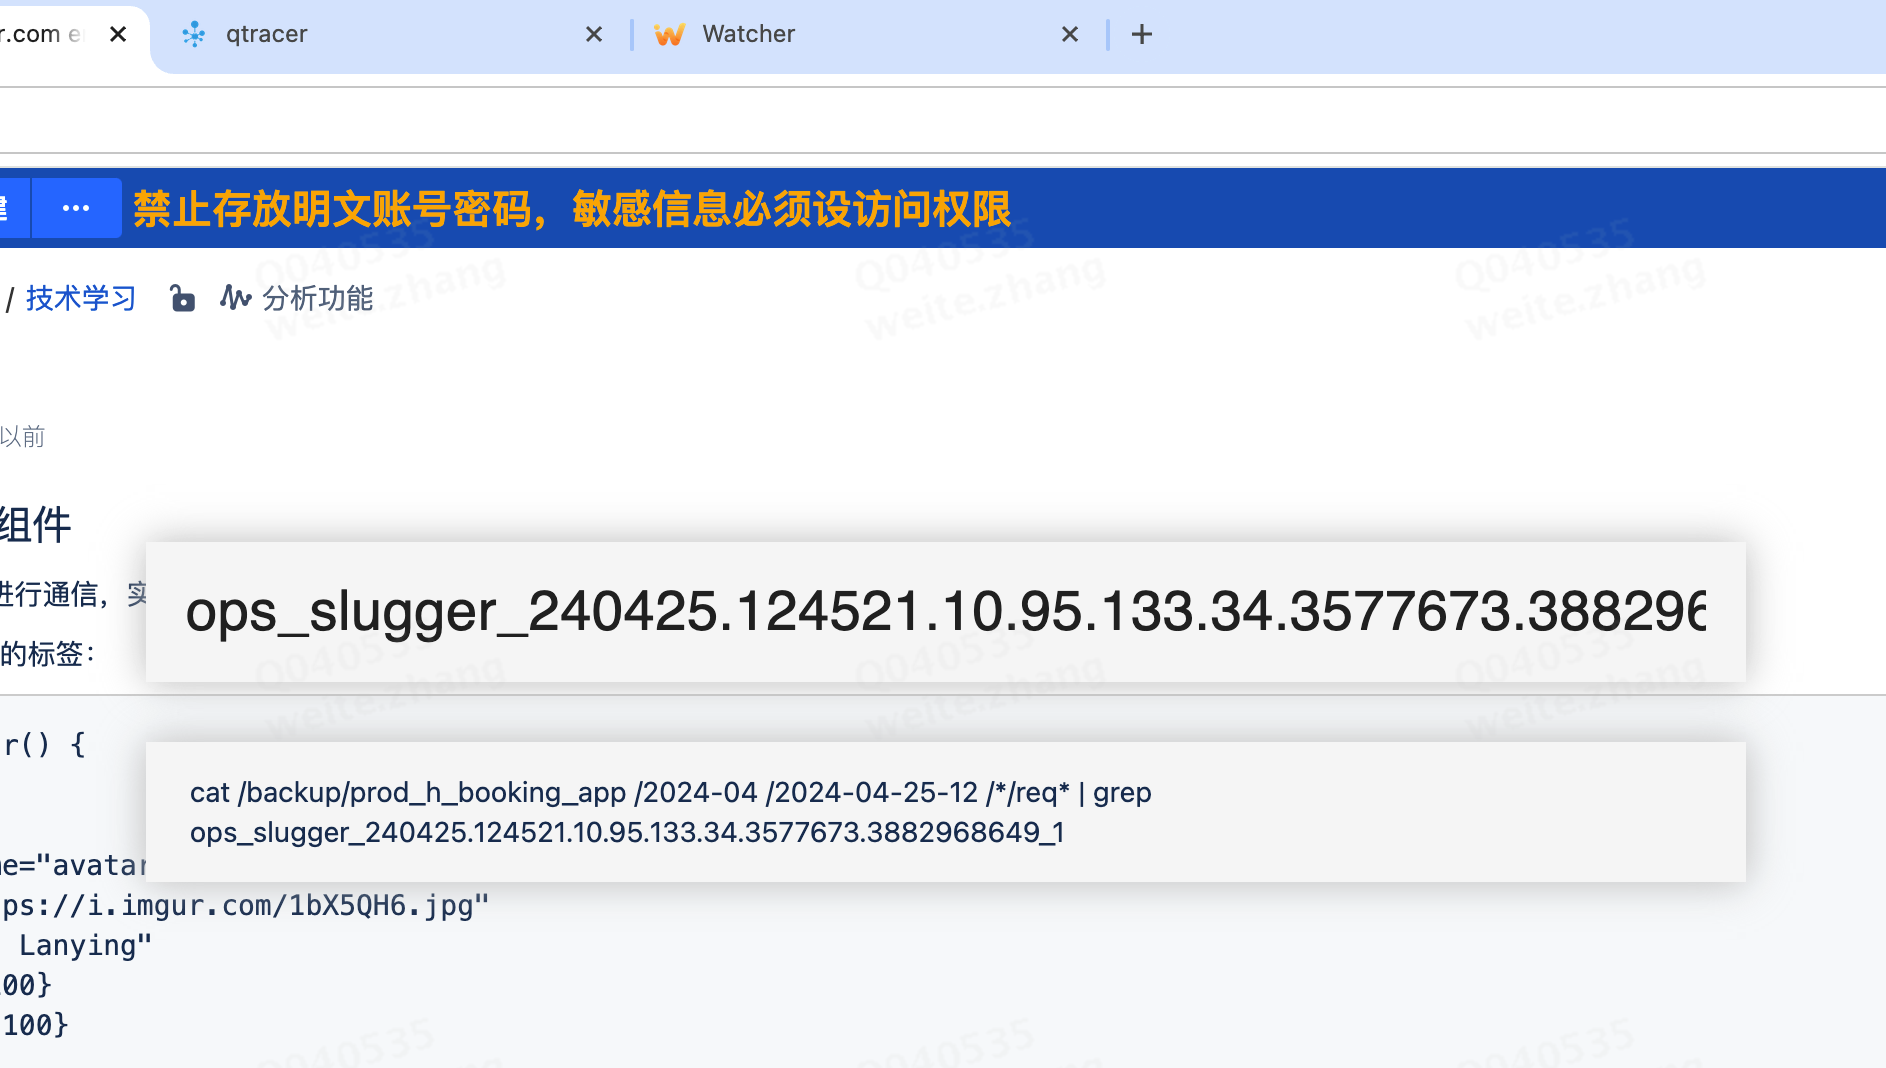 r.com e
qtracer
Watcher
建
禁止存放明文账号密码，敏感信息必须设访问权限
/ 技术学习
分析功能
以前
组件
进行通信，实
ops_slugger_240425.124521.10.95.133.34.3577673.388296
的标签：
r() {
cat /backup/prod_h_booking_app /2024-04 /2024-04-25-12 /*/req* | grep
ops_slugger_240425.124521.10.95.133.34.3577673.3882968649_1
e="avatar
ps://i.imgur.com/1bX5QH6.jpg"
Lanying"
00}
100}
Q040535
weite.zhang
Q040535
weite.zhang
Q040535
weite.zhang
Q040535
weite.zhang
Q040535
weite.zhang
Q040535
weite.zhang
Q040535
Q040535
Q040535